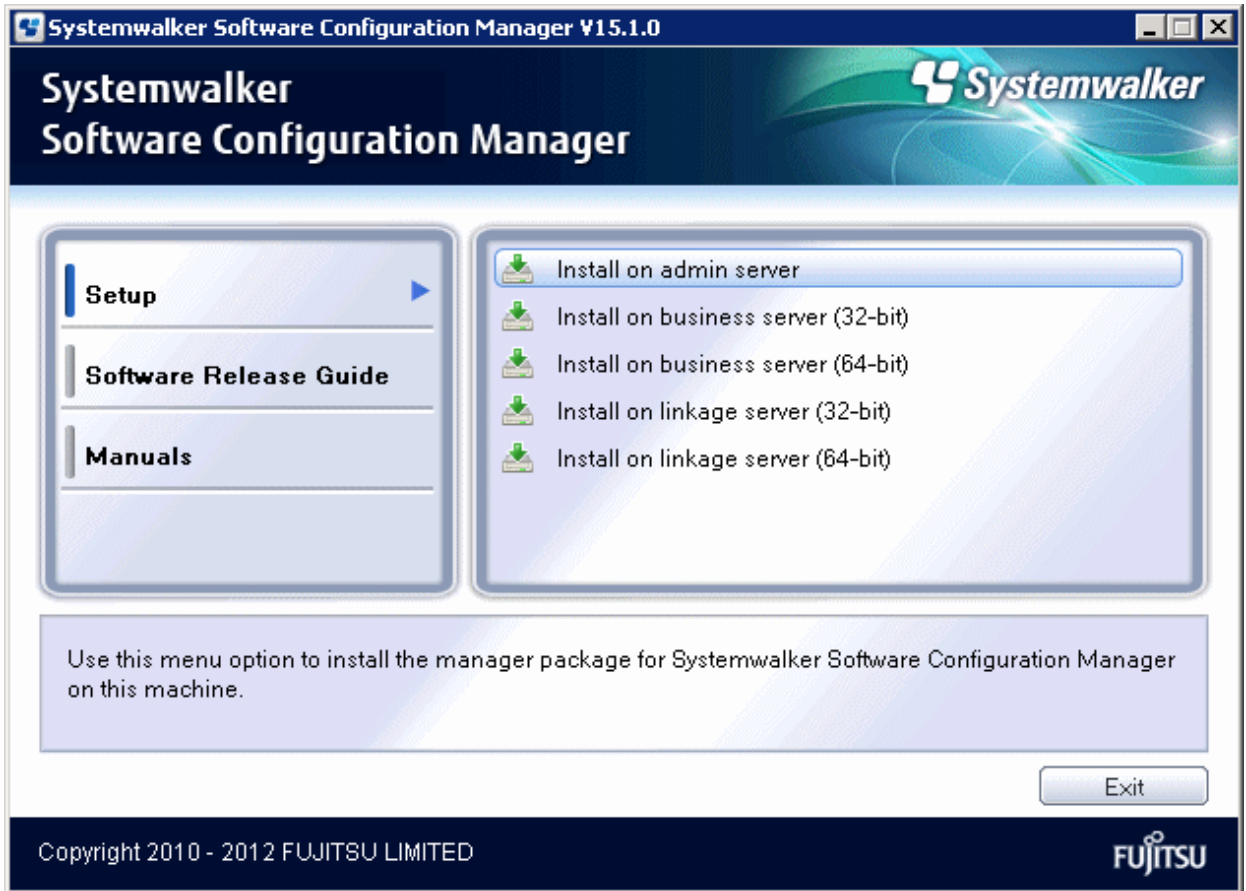 Systemwalker Software Configuration Manager V15.1.0
Systemwalker
Software Configuration Manager
Systemwalker
Setup
Software Release Guide
Manuals
Install on admin server
Install on business server (32-bit)
Install on business server (64-bit)
Install on linkage server (32-bit)
Install on linkage server (64-bit)
Use this menu option to install the manager package for Systemwalker Software Configuration Manager
on this machine.
Exit
Copyright 2010 - 2012 FUJITSU LIMITED
FUJITSU